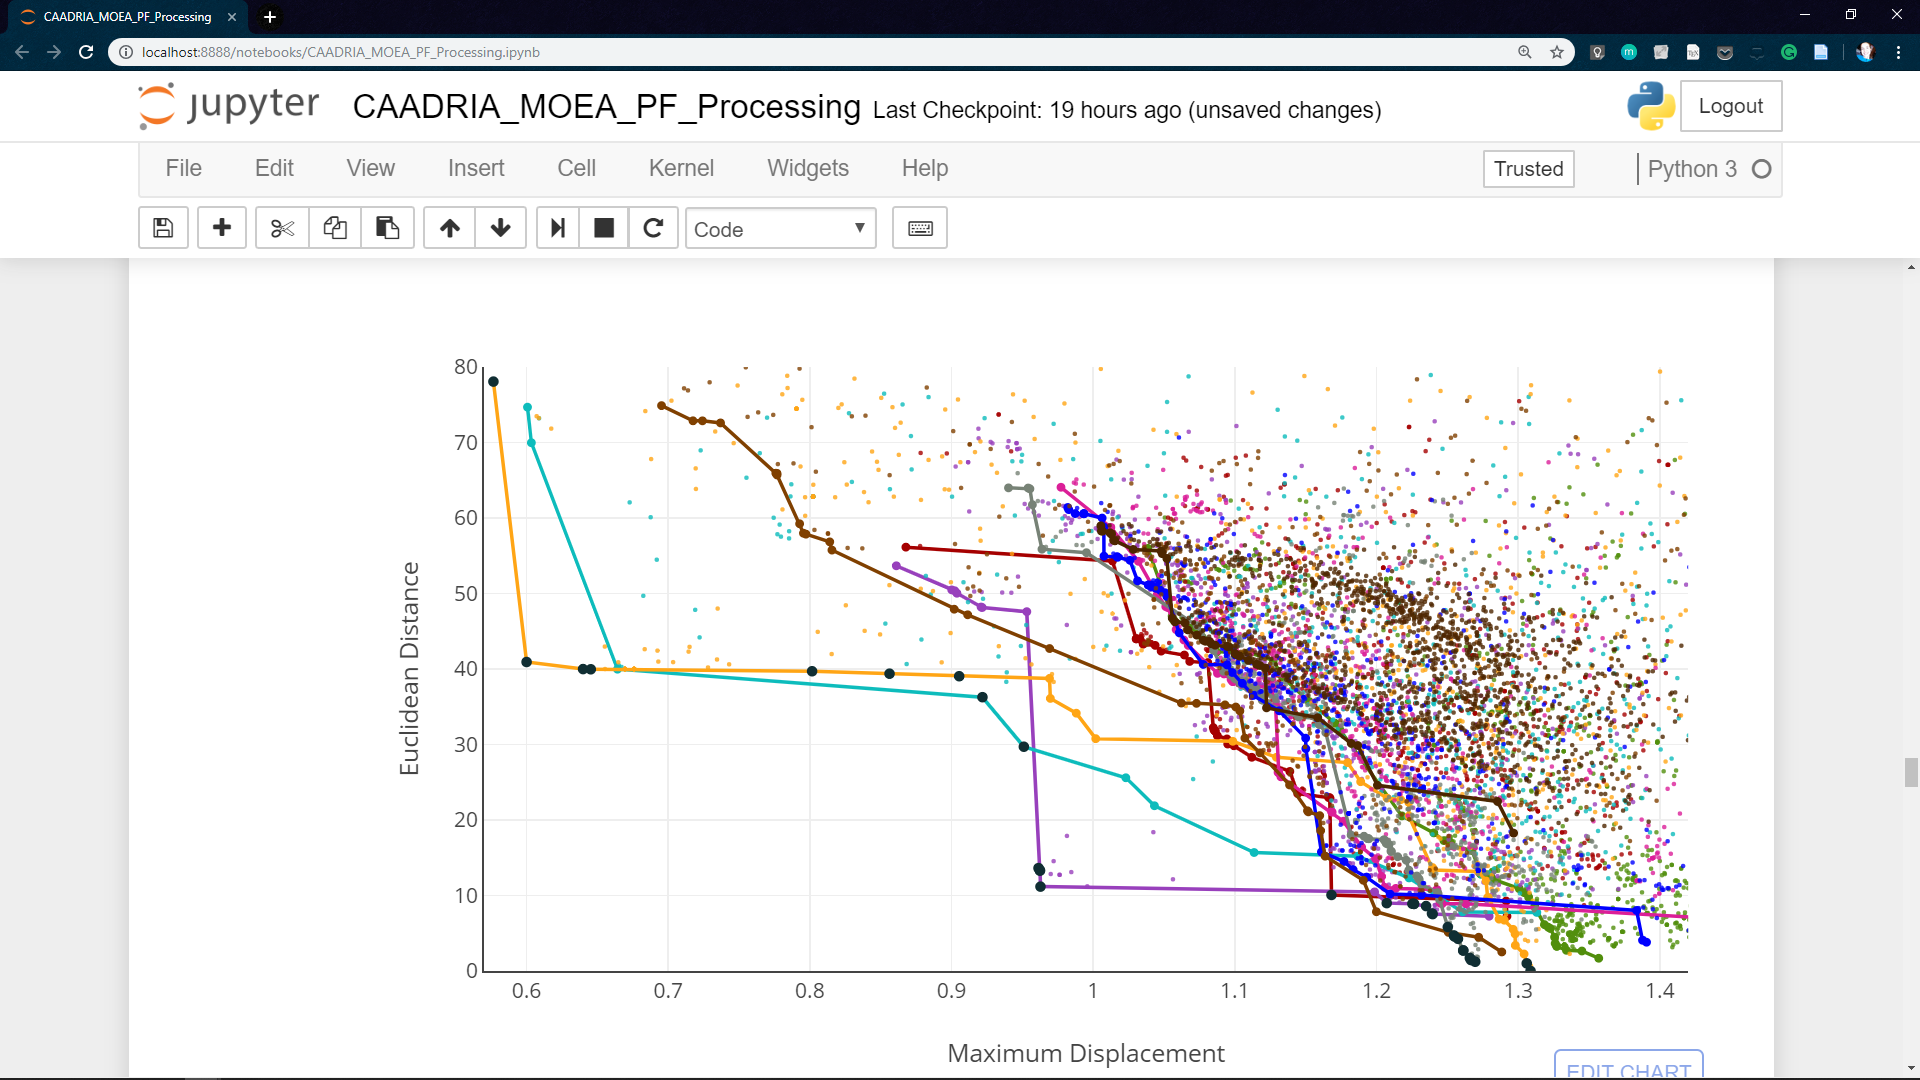 CAADRIA_MOEA_PF_Processing
localhost:8888/notebooks/CAADRIA_MOEA_PF_Processing.ipynb
jupyter CAADRIA_MOEA_PF_Processing Last Checkpoint: 19 hours ago (unsaved changes) Logout
File Edit View Insert Cell Kernel Widgets Help Trusted Python 3
Code
80
70
60
50
40
30
20
10
0
Euclidean Distance
0.6 0.7 0.8 0.9 1 1.1 1.2 1.3 1.4
Maximum Displacement
EDIT CHART